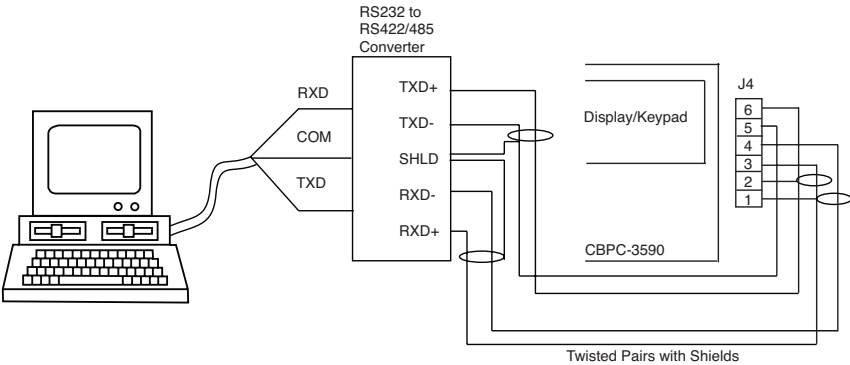 RS232 to
RS422/485
Converter
RXD
COM
TXD
TXD+
TXD-
SHLD
RXD-
RXD+
Display/Keypad
CBPC-3590
J4
6
5
4
3
2
1
Twisted Pairs with Shields